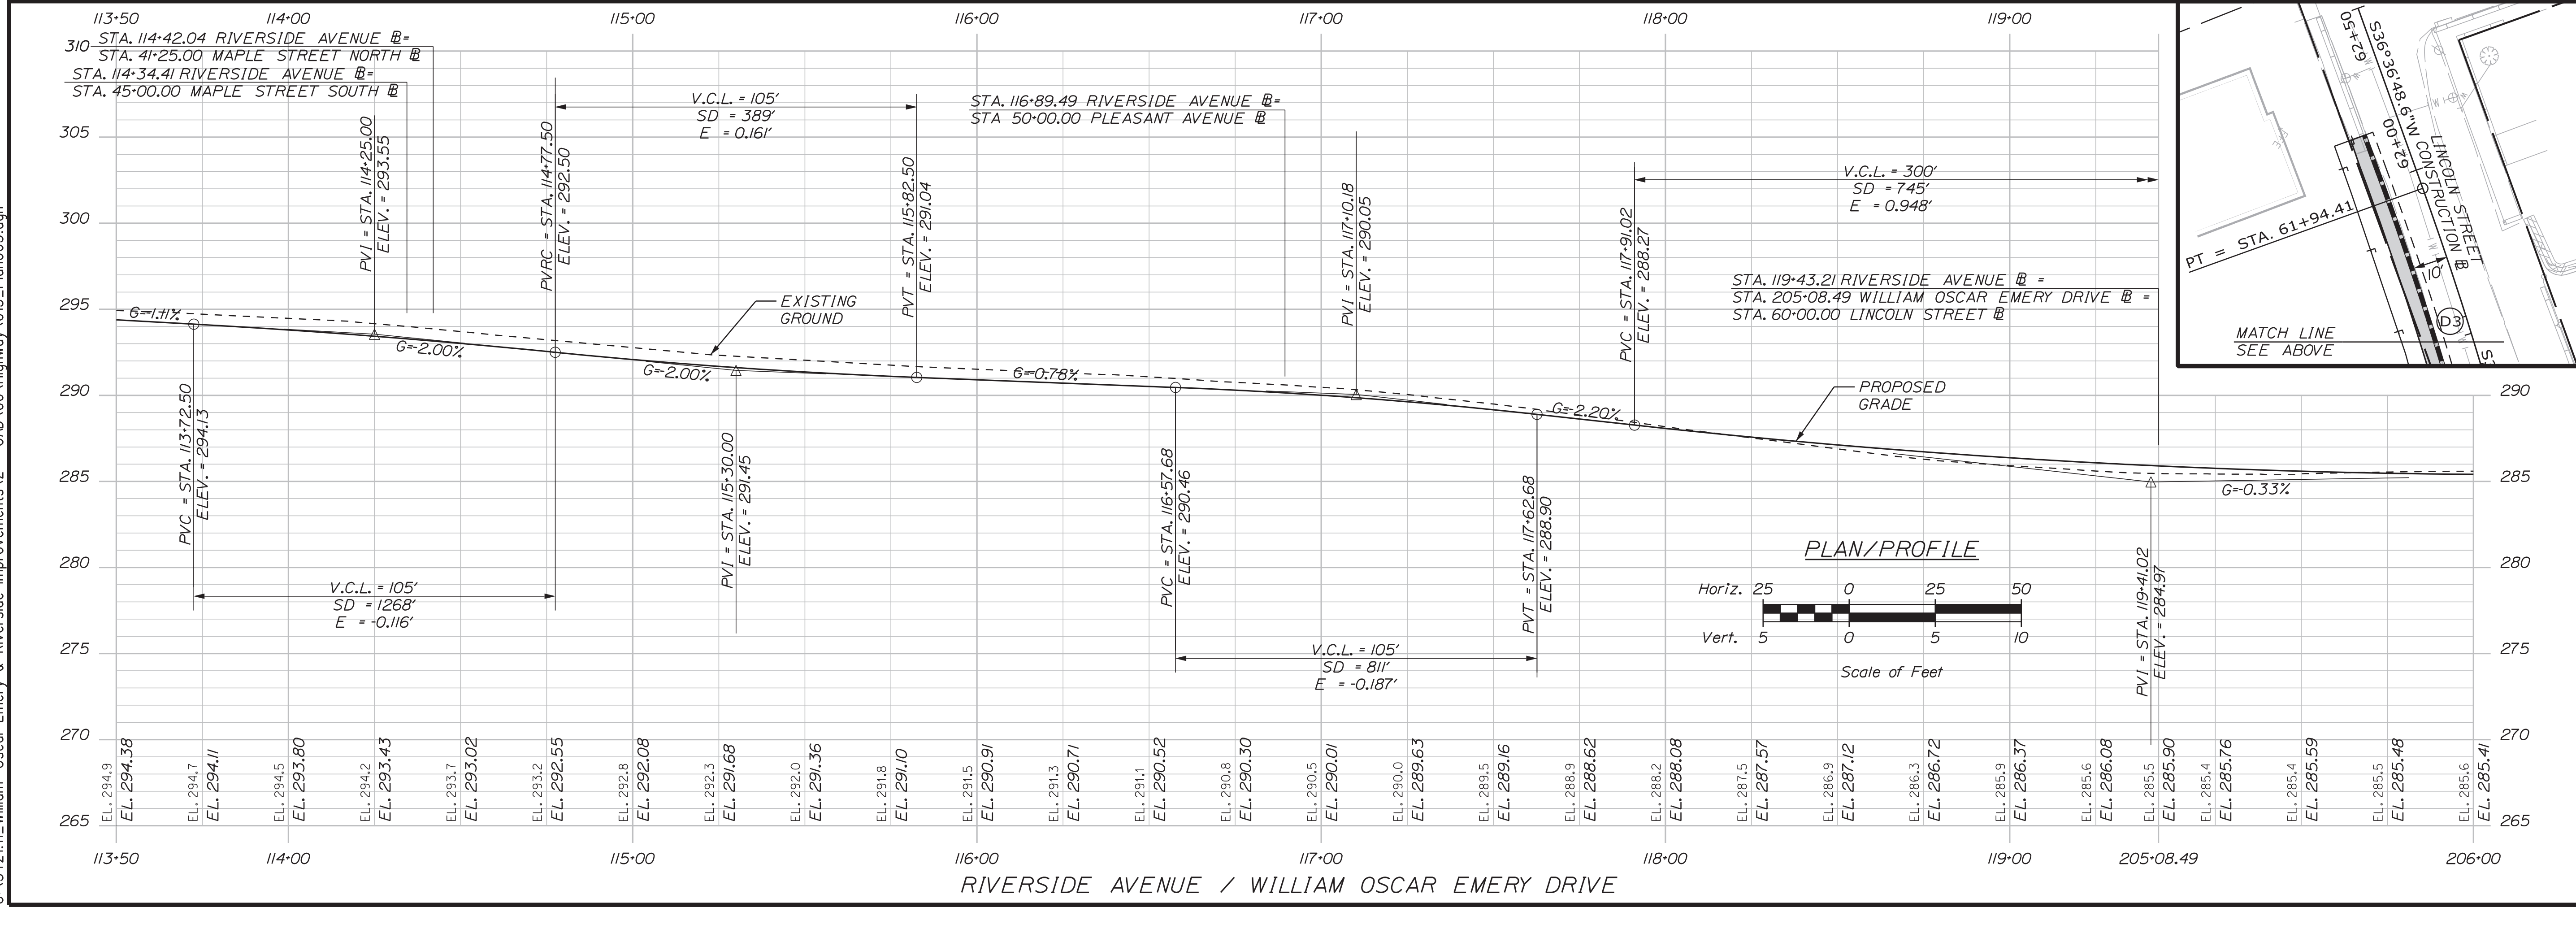 113+50
114+00
115+00
116+00
117+00
118+00
119+00
310
305
300
295
290
285
280
275
270
265
STA. 114+42.04 RIVERSIDE AVENUE BL=
STA. 41+25.00 MAPLE STREET NORTH BL
STA. 114+34.41 RIVERSIDE AVENUE BL=
STA. 45+00.00 MAPLE STREET SOUTH BL
PVI = STA. 114+25.00
ELEV. = 293.55
PVRC = STA. 114+77.50
ELEV. = 292.50
V.C.L. = 105'
SD = 389'
E = 0.161'
PVT = STA. 115+82.50
ELEV. = 291.04
STA. 116+89.49 RIVERSIDE AVENUE BL=
STA 50+00.00 PLEASANT AVENUE BL
PVI = STA. 117+10.18
ELEV. = 290.05
PVC = STA. 117+91.02
ELEV. = 288.27
V.C.L. = 300'
SD = 745'
E = 0.948'
STA. 119+43.21 RIVERSIDE AVENUE BL =
STA. 205+08.49 WILLIAM OSCAR EMERY DRIVE BL =
STA. 60+00.00 LINCOLN STREET BL
G=-1.11%
G=-2.00%
EXISTING
GROUND
G=-2.00%
G=-0.78%
G=-2.20%
PROPOSED
GRADE
G=-0.33%
PVC = STA. 113+72.50
ELEV. = 294.13
V.C.L. = 105'
SD = 1268'
E = -0.116'
PVI = STA. 115+30.00
ELEV. = 291.45
PVC = STA. 116+57.68
ELEV. = 290.46
V.C.L. = 105'
SD = 811'
E = -0.187'
PVT = STA. 117+62.68
ELEV. = 288.90
PLAN/PROFILE
Horiz. 25 0 25 50
Vert. 5 0 5 10
Scale of Feet
PVI = STA. 119+41.02
ELEV. = 284.97
290
285
280
275
270
265
62+50
S36°36'48.6"W
62+00
LINCOLN STREET
CONSTRUCTION BL
PT = STA. 61+94.41
10'
D3
MATCH LINE
SEE ABOVE
EL. 294.9
EL. 294.38
EL. 294.7
EL. 294.11
EL. 294.5
EL. 293.80
EL. 294.2
EL. 293.43
EL. 293.7
EL. 293.02
EL. 293.2
EL. 292.55
EL. 292.8
EL. 292.08
EL. 292.3
EL. 291.68
EL. 292.0
EL. 291.36
EL. 291.8
EL. 291.10
EL. 291.5
EL. 290.91
EL. 291.3
EL. 290.71
EL. 291.1
EL. 290.52
EL. 290.8
EL. 290.30
EL. 290.5
EL. 290.01
EL. 290.0
EL. 289.63
EL. 289.5
EL. 289.16
EL. 288.9
EL. 288.62
EL. 288.2
EL. 288.08
EL. 287.5
EL. 287.57
EL. 286.9
EL. 287.12
EL. 286.3
EL. 286.72
EL. 285.9
EL. 286.37
EL. 285.6
EL. 286.08
EL. 285.5
EL. 285.90
EL. 285.4
EL. 285.76
EL. 285.4
EL. 285.59
EL. 285.5
EL. 285.48
EL. 285.6
EL. 285.41
113+50
114+00
115+00
116+00
117+00
118+00
119+00
205+08.49
206+00
RIVERSIDE AVENUE / WILLIAM OSCAR EMERY DRIVE